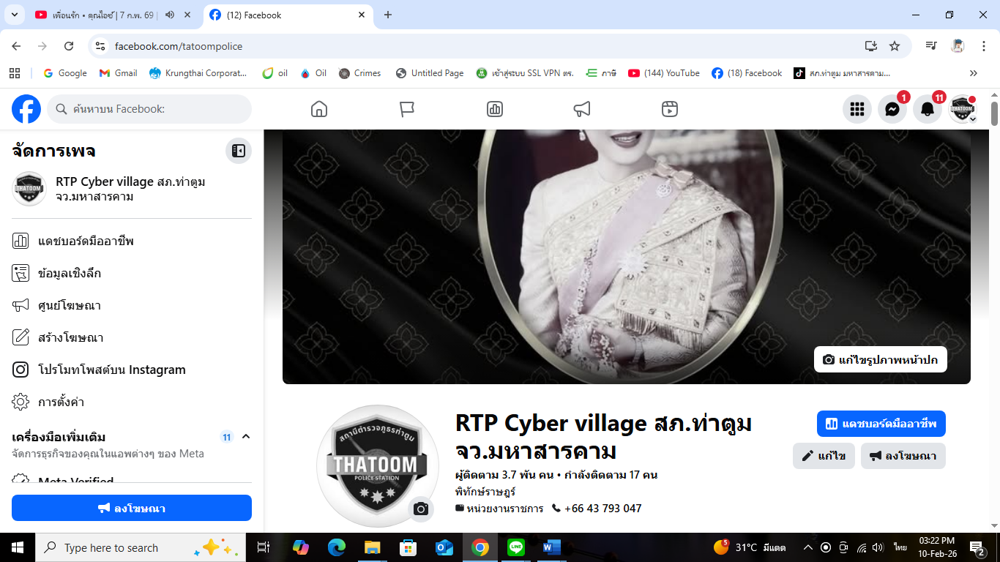 เพื่อนรัก • คุณไอซ์ | 7 ก.พ. 69 |
(12) Facebook
facebook.com/tatoompolice
Google
Gmail
Krungthai Corporat...
oil
Oil
Crimes
Untitled Page
เข้าสู่ระบบ SSL VPN ตร.
ภาษี
(144) YouTube
(18) Facebook
สภ.ท่าตูม มหาสารคาม...
ค้นหาบน Facebook:
1
11
จัดการเพจ
RTP Cyber village สภ.ท่าตูม
จว.มหาสารคาม
แดชบอร์ดมืออาชีพ
ข้อมูลเชิงลึก
ศูนย์โฆษณา
สร้างโฆษณา
โปรโมทโพสต์บน Instagram
การตั้งค่า
เครื่องมือเพิ่มเติม
11
จัดการธุรกิจของคุณในแอพต่างๆ ของ Meta
Meta Verified
ลงโฆษณา
แก้ไขรูปภาพหน้าปก
สถานีตำรวจภูธรท่าตูม
THATOOM
POLICE STATION
RTP Cyber village สภ.ท่าตูม
จว.มหาสารคาม
ผู้ติดตาม 3.7 พัน คน • กำลังติดตาม 17 คน
พิทักษ์ราษฎร์
หน่วยงานราชการ
+66 43 793 047
แดชบอร์ดมืออาชีพ
แก้ไข
ลงโฆษณา
Type here to search
5
31°C มีแดด
ไทย
03:22 PM
10-Feb-26
2